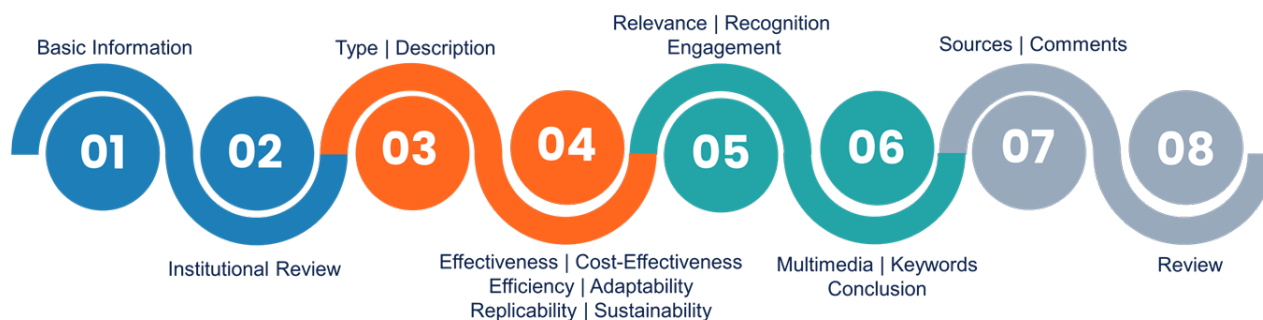 Basic Information
01
02
Institutional Review
Type | Description
03
04
Effectiveness | Cost-Effectiveness
Efficiency | Adaptability
Replicability | Sustainability
Relevance | Recognition
Engagement
05
06
Multimedia | Keywords
Conclusion
Sources | Comments
07
08
Review